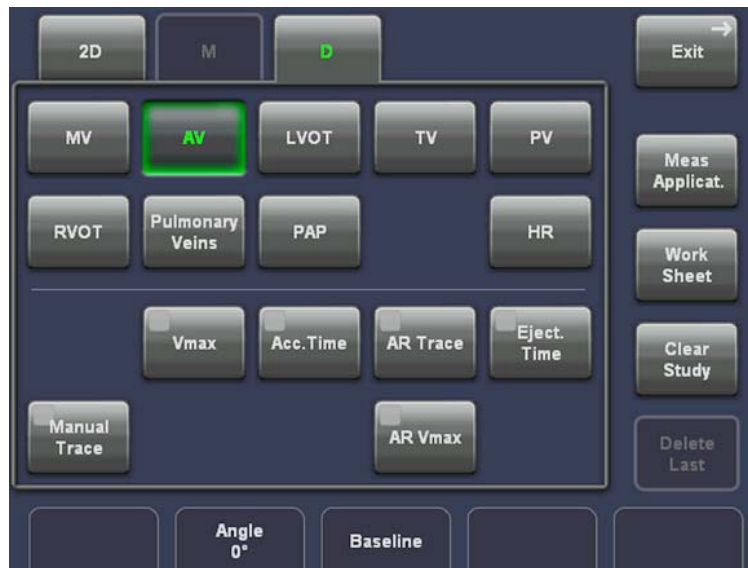 2D
M
D
Exit
MV
AV
LVOT
TV
PV
Meas
Applicat.
RVOT
Pulmonary
Veins
PAP
HR
Work
Sheet
Vmax
Acc.Time
AR Trace
Eject.
Time
Clear
Study
Manual
Trace
AR Vmax
Delete
Last
Angle
0°
Baseline